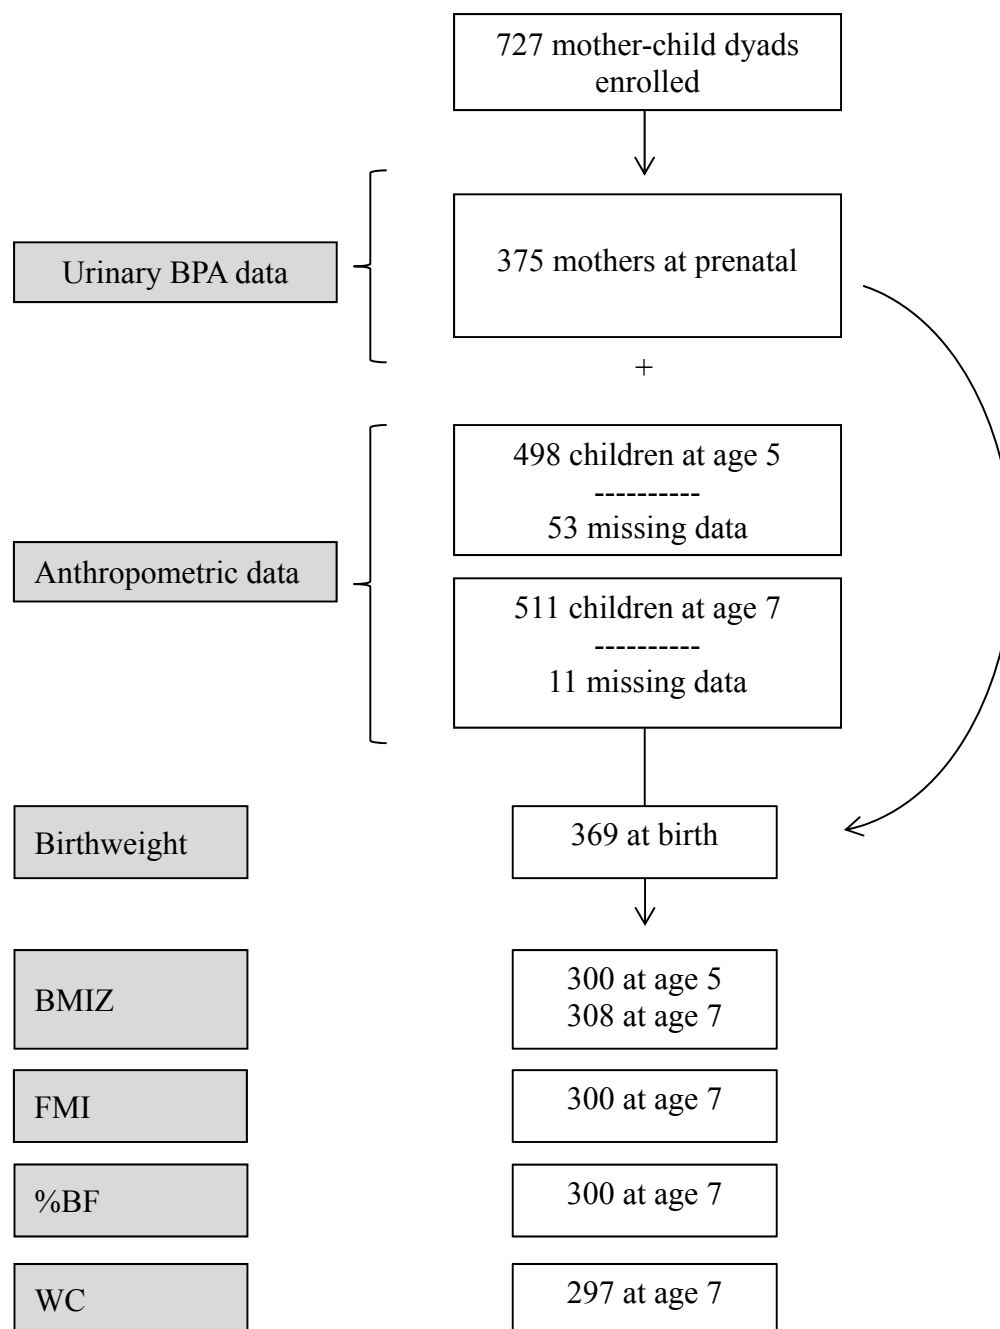 727 mother-child dyads
enrolled
Urinary BPA data
375 mothers at prenatal
+
498 children at age 5
----------
53 missing data
Anthropometric data
511 children at age 7
----------
11 missing data
Birthweight
369 at birth
BMIZ
300 at age 5
308 at age 7
FMI
300 at age 7
%BF
300 at age 7
WC
297 at age 7